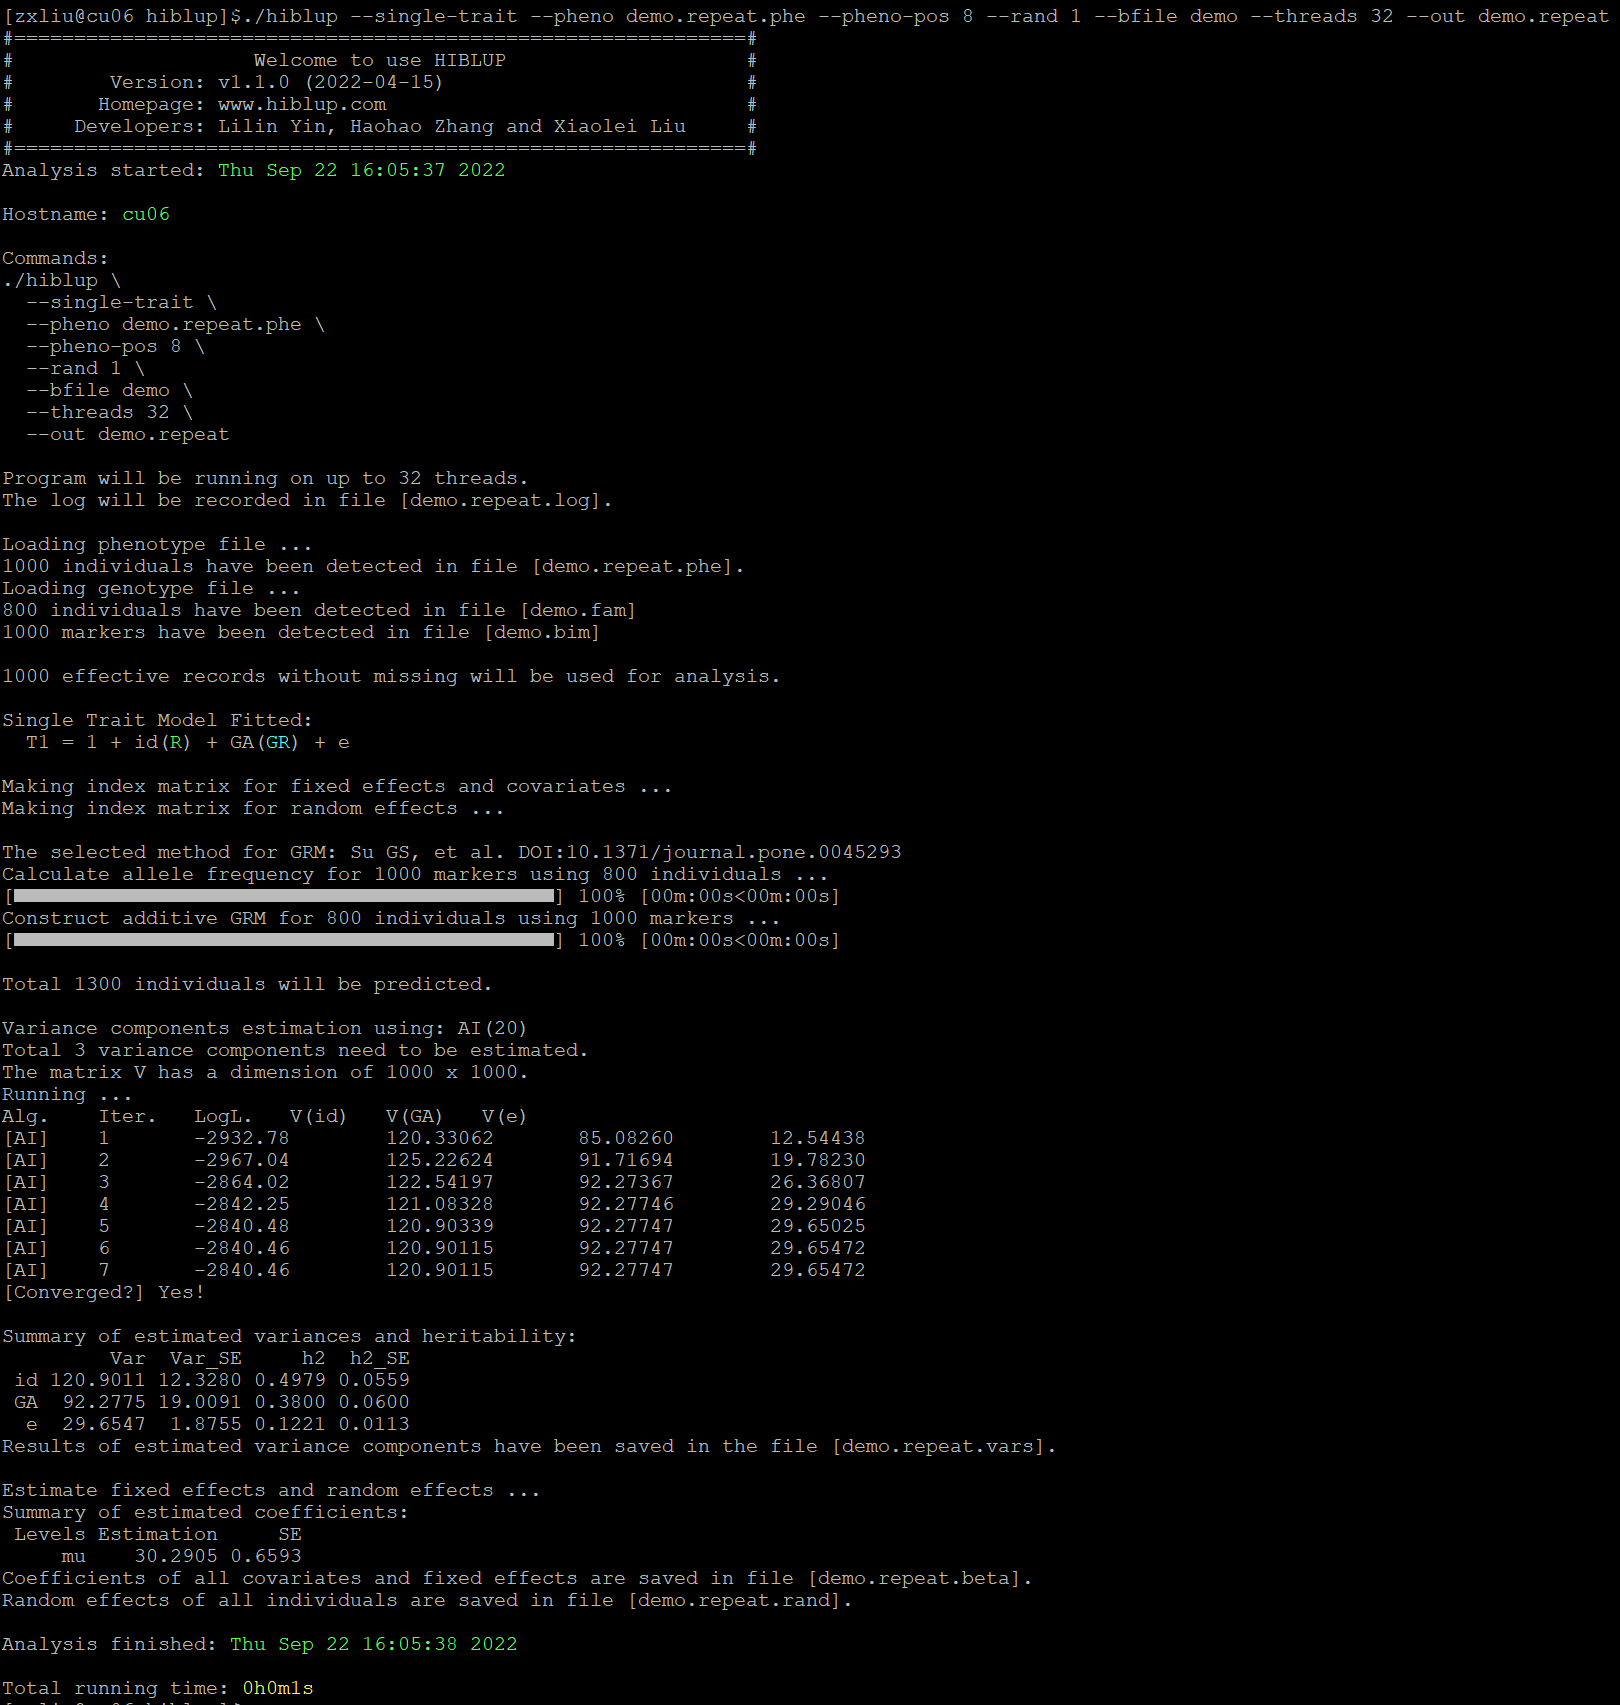 [zxliu@cu06 hiblup]$./hiblup --single-trait --pheno demo.repeat.phe --pheno-pos 8 --rand 1 --bfile demo --threads 32 --out demo.repeat
#=============================================================#
#                    Welcome to use HIBLUP                    #
#        Version: v1.1.0 (2022-04-15)                         #
#       Homepage: www.hiblup.com                              #
#     Developers: Lilin Yin, Haohao Zhang and Xiaolei Liu     #
#=============================================================#
Analysis started: Thu Sep 22 16:05:37 2022

Hostname: cu06

Commands:
./hiblup \
  --single-trait \
  --pheno demo.repeat.phe \
  --pheno-pos 8 \
  --rand 1 \
  --bfile demo \
  --threads 32 \
  --out demo.repeat

Program will be running on up to 32 threads.
The log will be recorded in file [demo.repeat.log].

Loading phenotype file ...
1000 individuals have been detected in file [demo.repeat.phe].
Loading genotype file ...
800 individuals have been detected in file [demo.fam]
1000 markers have been detected in file [demo.bim]

1000 effective records without missing will be used for analysis.

Single Trait Model Fitted:
  T1 = 1 + id(R) + GA(GR) + e

Making index matrix for fixed effects and covariates ...
Making index matrix for random effects ...

The selected method for GRM: Su GS, et al. DOI:10.1371/journal.pone.0045293
Calculate allele frequency for 1000 markers using 800 individuals ...
[                                             ] 100% [00m:00s<00m:00s]
Construct additive GRM for 800 individuals using 1000 markers ...
[                                             ] 100% [00m:00s<00m:00s]

Total 1300 individuals will be predicted.

Variance components estimation using: AI(20)
Total 3 variance components need to be estimated.
The matrix V has a dimension of 1000 x 1000.
Running ...
Alg.    Iter.   LogL.   V(id)   V(GA)   V(e)
[AI]    1       -2932.78        120.33062       85.08260        12.54438
[AI]    2       -2967.04        125.22624       91.71694        19.78230
[AI]    3       -2864.02        122.54197       92.27367        26.36807
[AI]    4       -2842.25        121.08328       92.27746        29.29046
[AI]    5       -2840.48        120.90339       92.27747        29.65025
[AI]    6       -2840.46        120.90115       92.27747        29.65472
[AI]    7       -2840.46        120.90115       92.27747        29.65472
[Converged?] Yes!

Summary of estimated variances and heritability:
         Var  Var_SE     h2  h2_SE
 id 120.9011 12.3280 0.4979 0.0559
 GA  92.2775 19.0091 0.3800 0.0600
  e  29.6547  1.8755 0.1221 0.0113
Results of estimated variance components have been saved in the file [demo.repeat.vars].

Estimate fixed effects and random effects ...
Summary of estimated coefficients:
 Levels Estimation     SE
     mu    30.2905 0.6593
Coefficients of all covariates and fixed effects are saved in file [demo.repeat.beta].
Random effects of all individuals are saved in file [demo.repeat.rand].

Analysis finished: Thu Sep 22 16:05:38 2022

Total running time: 0h0m1s